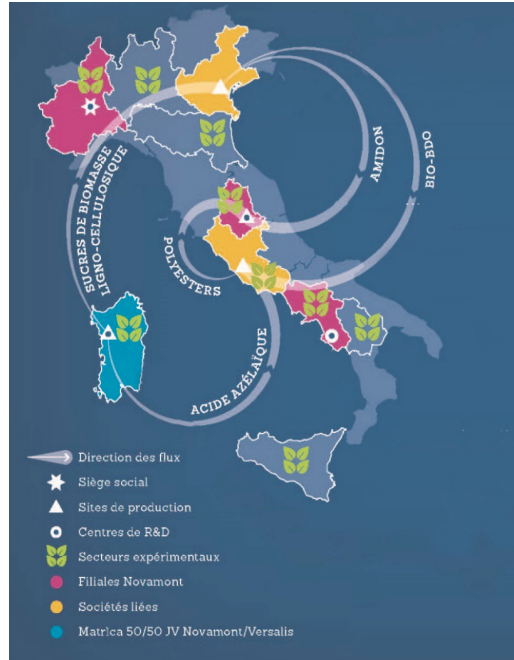 AMIDON
BIO-BDO
SUCRES DE BIOMASSE
LIGNO-CELLULOSIQUE
POLYESTERS
ACIDE AZÉLAÏQUE
Direction des flux
Siège social
Sites de production
Centres de R&D
Secteurs expérimentaux
Filiales Novamont
Sociétés liées
Matrica 50/50 JV Novamont/Versalis